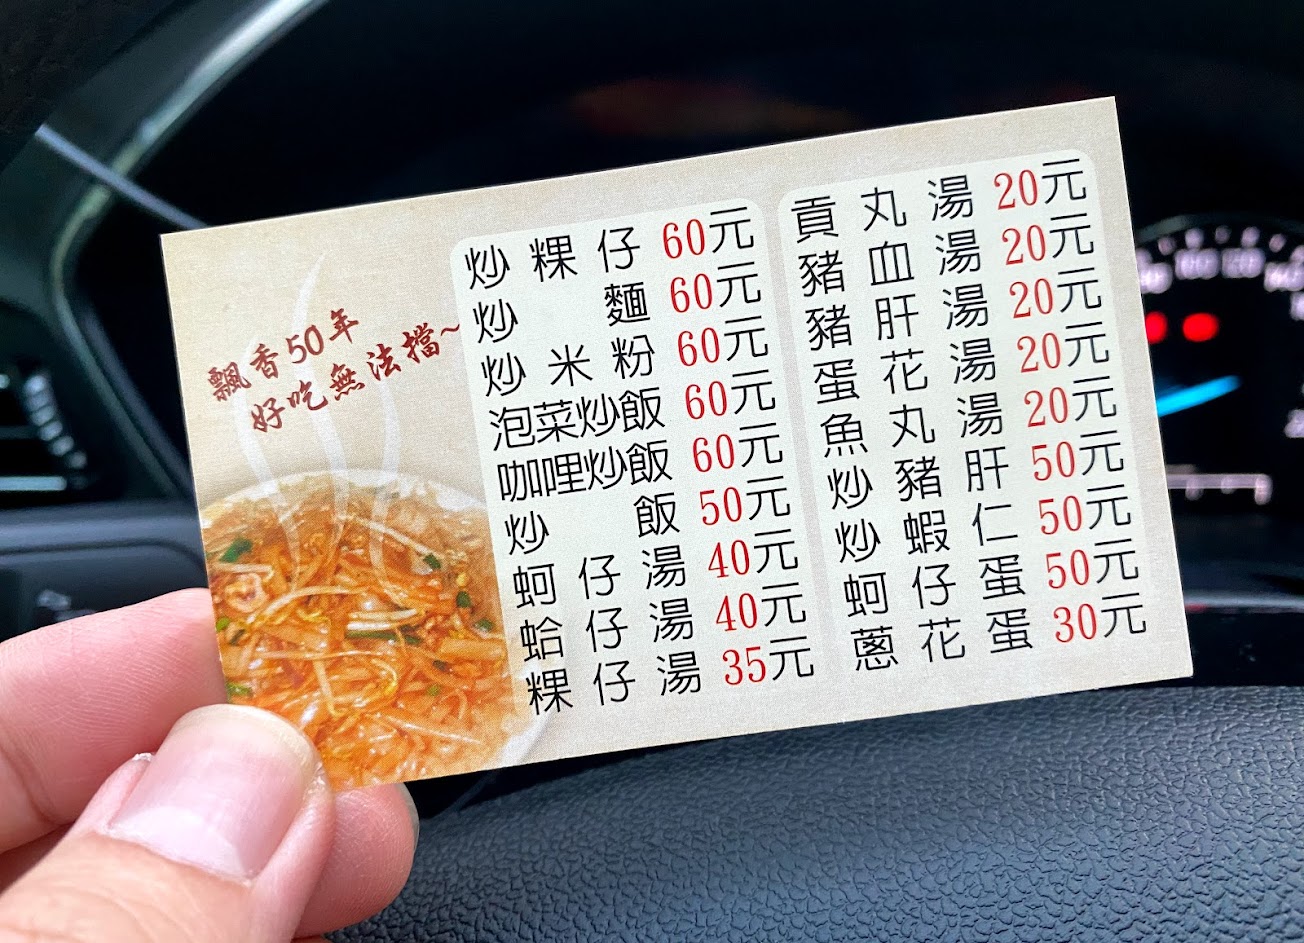 飄香50年
好吃無法擋~
炒粿仔 60元
炒麵 60元
炒米粉 60元
泡菜炒飯 60元
咖哩炒飯 60元
炒飯 50元
蚵仔湯 40元
蛤仔湯 40元
粿仔湯 35元
貢丸湯 20元
豬血湯 20元
豬肝湯 20元
蛋花湯 20元
魚丸湯 20元
炒豬肝 50元
炒蝦仁 50元
蚵仔蛋 50元
蔥花蛋 30元